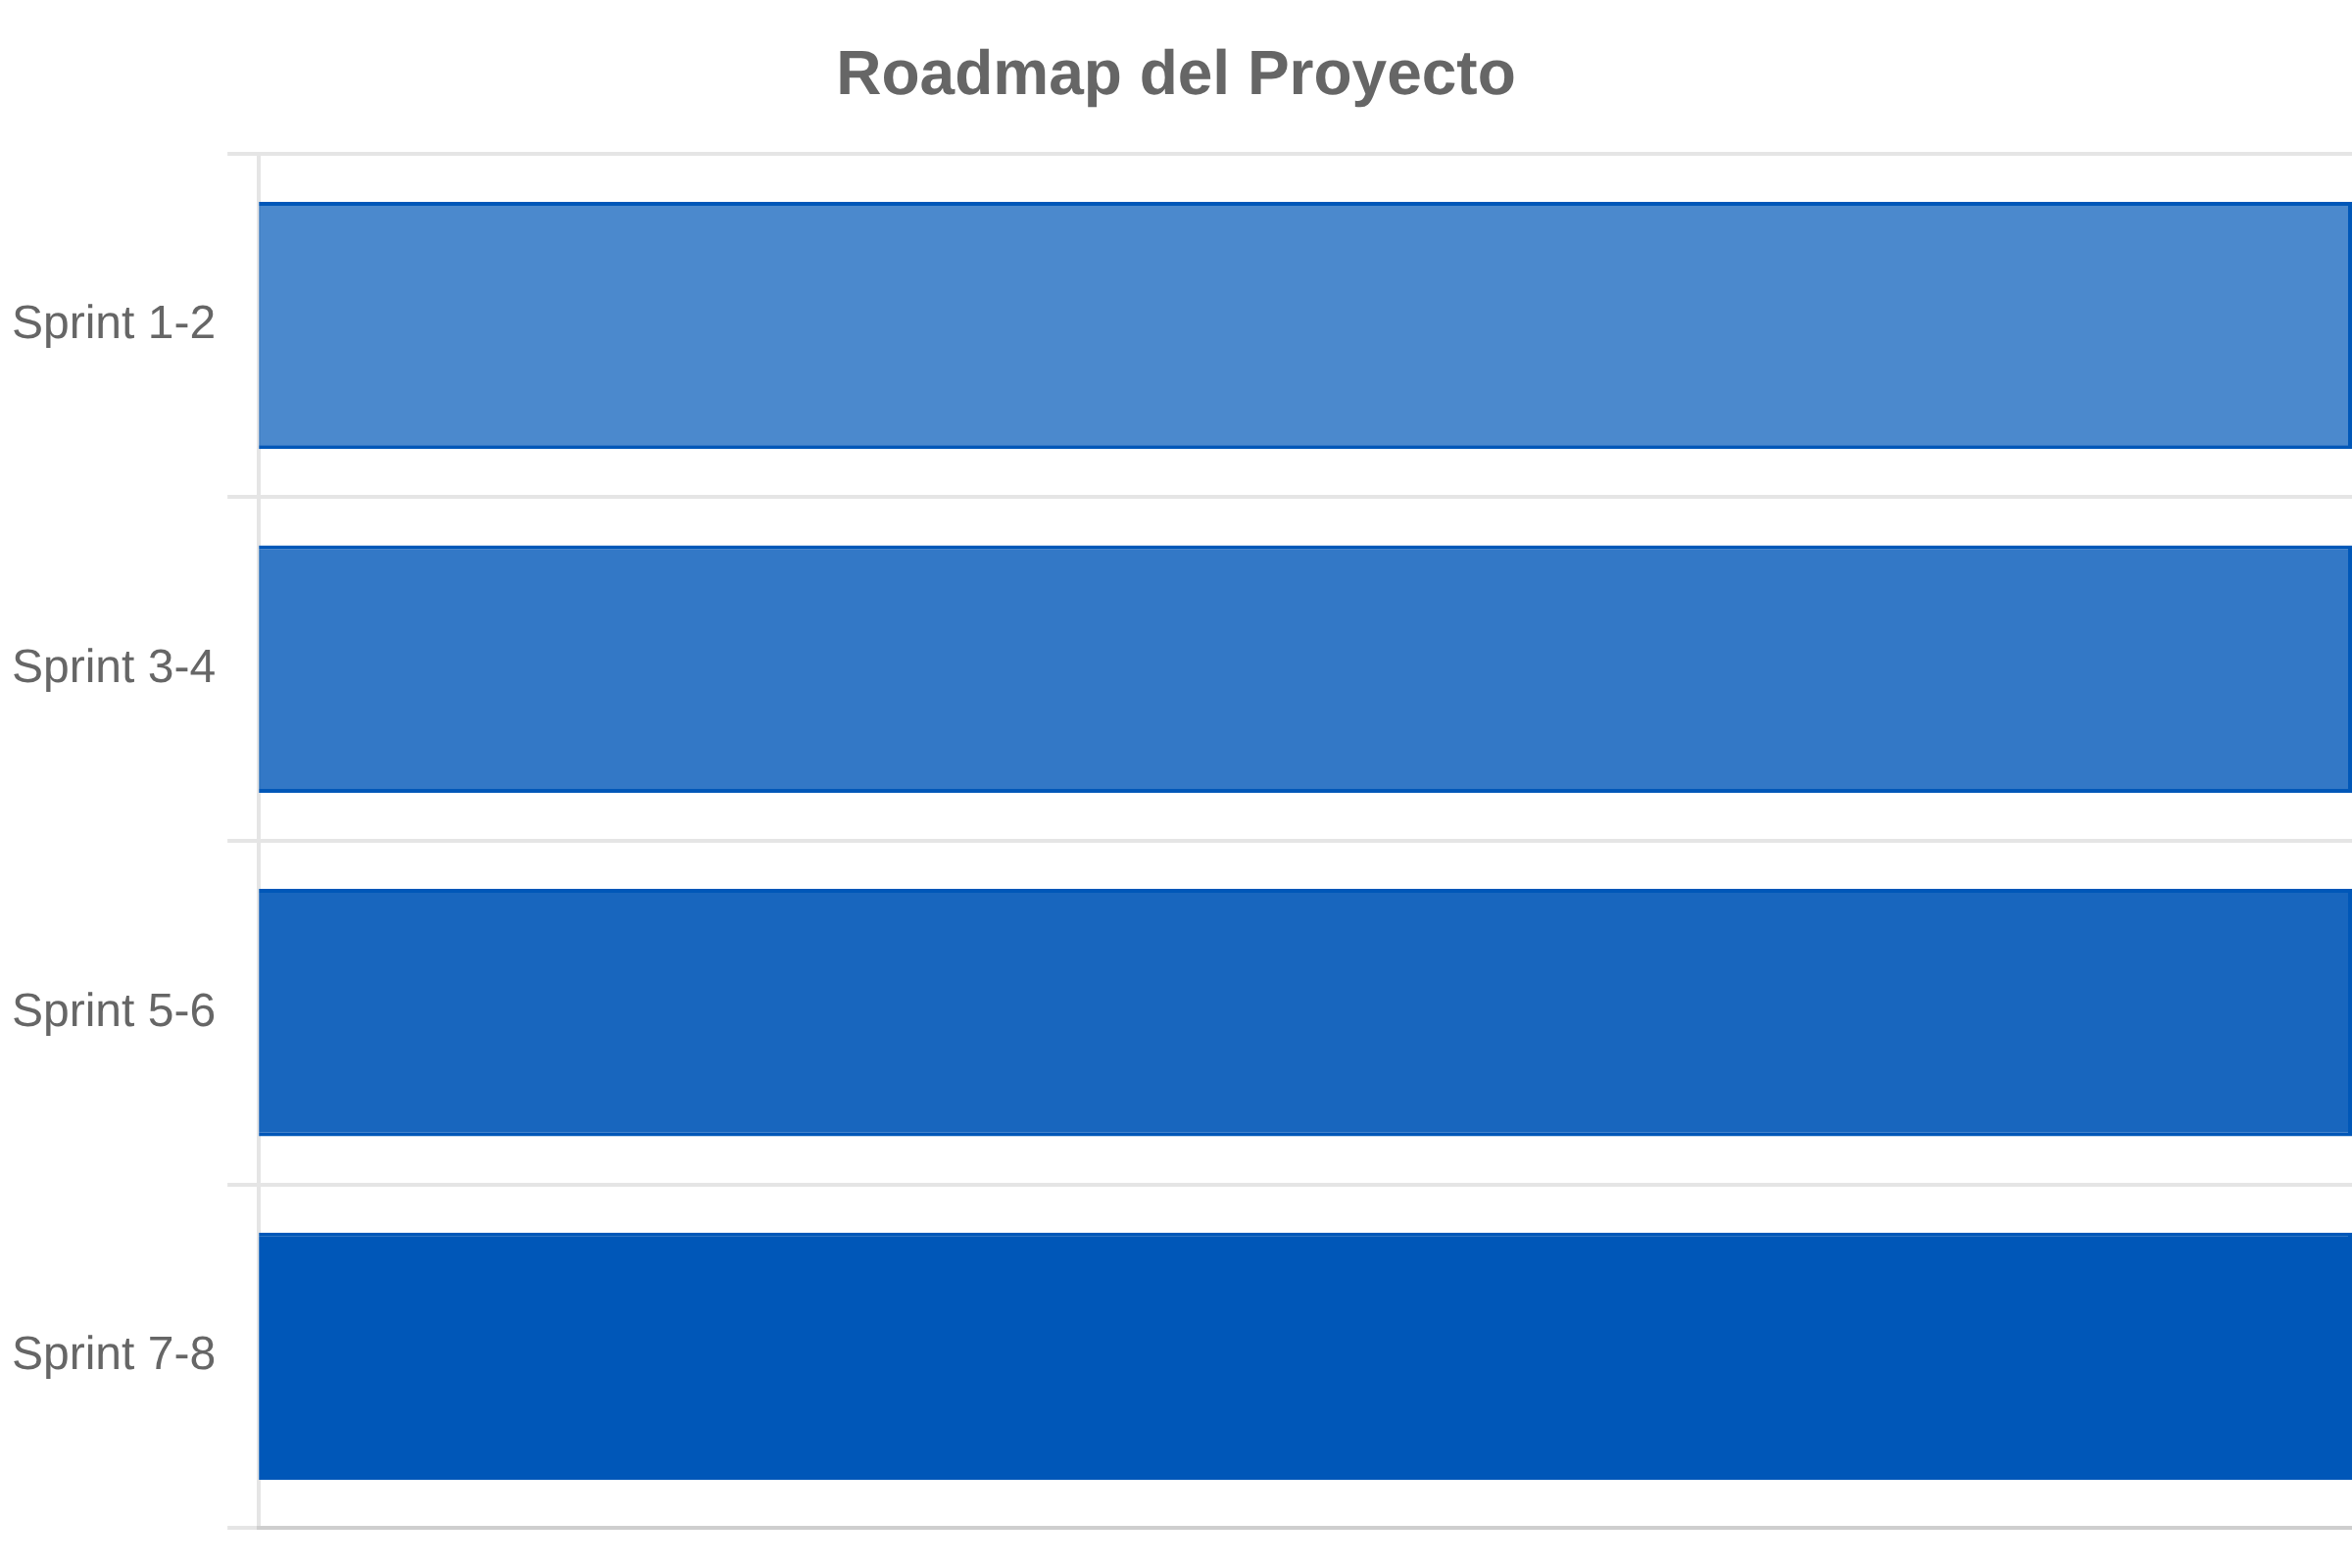 Roadmap del Proyecto
Sprint 1-2
Sprint 3-4
Sprint 5-6
Sprint 7-8